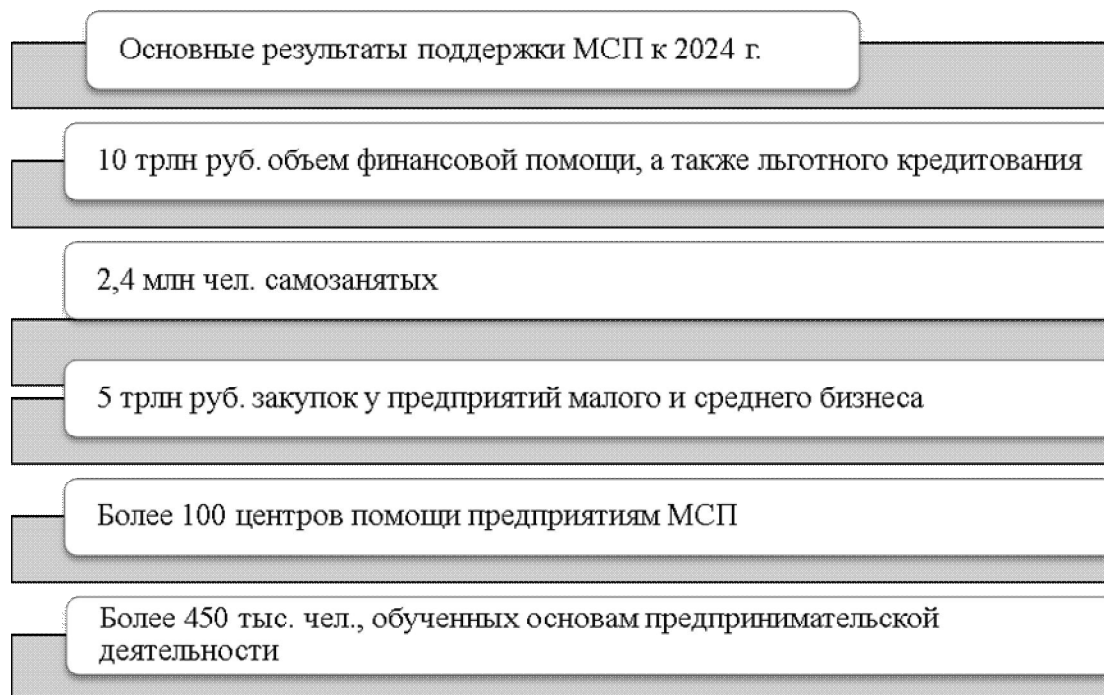 Основные результаты поддержки МСП к 2024 г.
10 трлн руб. объем финансовой помощи, а также льготного кредитования
2,4 млн чел. самозанятых
5 трлн руб. закупок у предприятий малого и среднего бизнеса
Более 100 центров помощи предприятиям МСП
Более 450 тыс. чел., обученных основам предпринимательской
деятельности